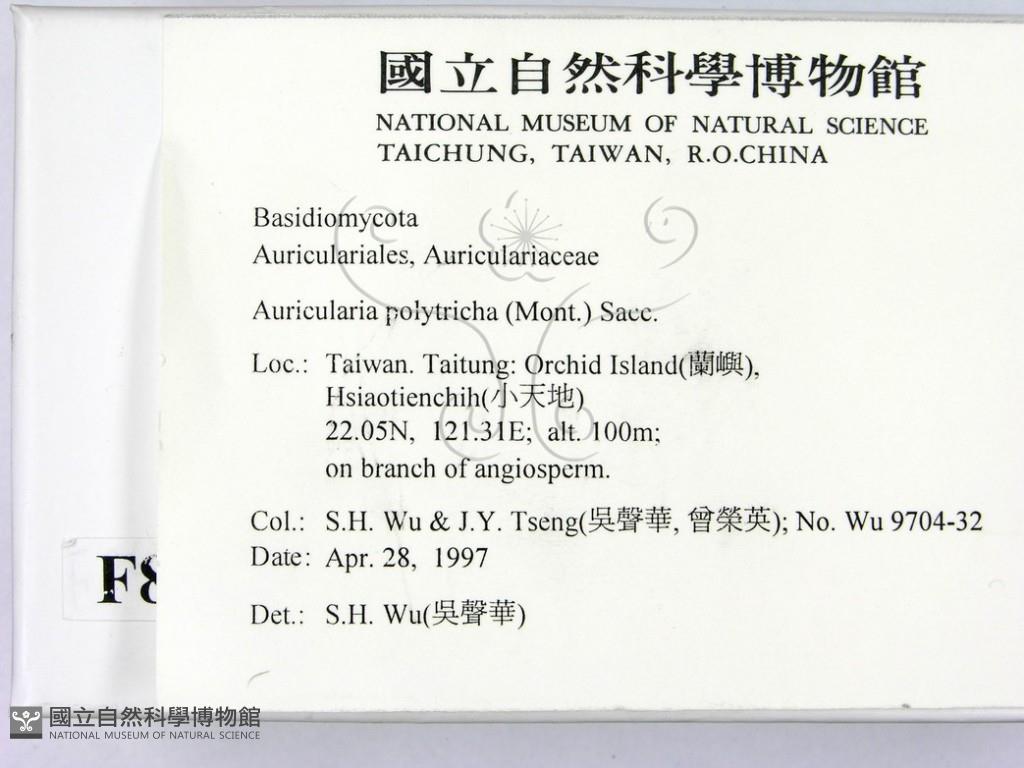 國立自然科學博物館
NATIONAL MUSEUM OF NATURAL SCIENCE
TAICHUNG, TAIWAN, R.O.CHINA
Basidiomycota
Auriculariales, Auriculariaceae
Auricularia polytricha (Mont.) Sacc.
Loc.: Taiwan. Taitung: Orchid Island(蘭嶼),
Hsiaotienchih(小天地)
22.05N, 121.31E; alt. 100m;
on branch of angiosperm.
Col.: S.H. Wu & J.Y. Tseng(吳聲華, 曾榮英); No. Wu 9704-32
Date: Apr. 28, 1997
Det.: S.H. Wu(吳聲華)
國立自然科學博物館
NATIONAL MUSEUM OF NATURAL SCIENCE